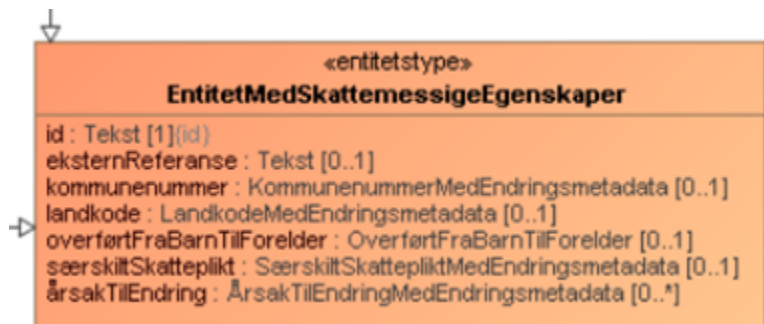 «entitetstype»
EntitetMedSkattemessigeEgenskaper
id : Tekst [1]{id}
eksternReferanse : Tekst [0..1]
kommunenummer : KommunenummerMedEndringsmetadata [0..1]
landkode : LandkodeMedEndringsmetadata [0..1]
overførtFraBarnTilForelder : OverførtFraBarnTilForelder [0..1]
særskiltSkatteplikt : SærskiltSkattepliktMedEndringsmetadata [0..1]
årsakTilEndring : ÅrsakTilEndringMedEndringsmetadata [0..*]